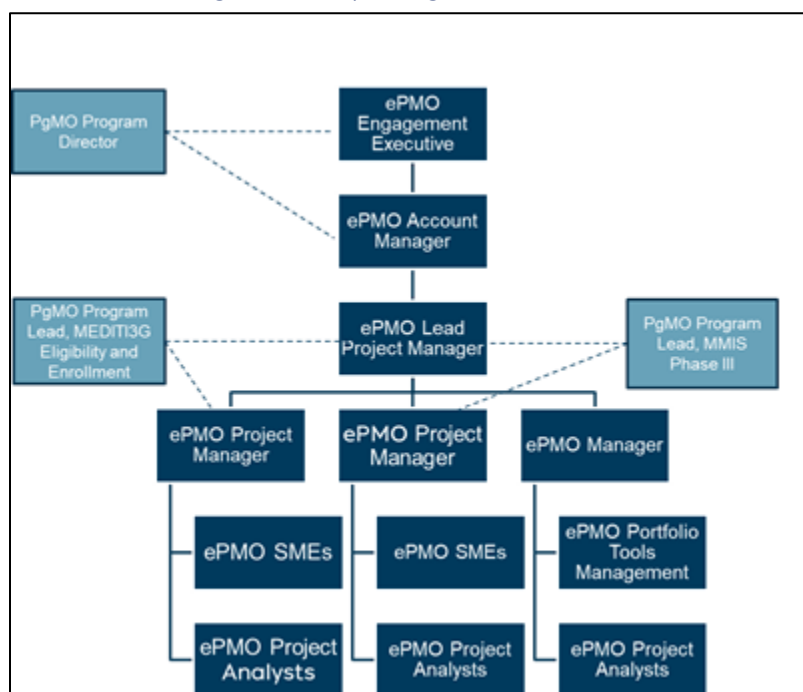 ePMO
Engagement
Executive
PgMO Program
Director
ePMO Account
Manager
PgMO Program
Lead, MEDITI3G
Eligibility and
Enrollment
ePMO Lead
Project Manager
PgMO Program
Lead, MMIS
Phase III
ePMO Project
Manager
ePMO Project
Manager
ePMO Manager
ePMO SMEs
ePMO SMEs
ePMO Portfolio
Tools
Management
ePMO Project
Analysts
ePMO Project
Analysts
ePMO Project
Analysts